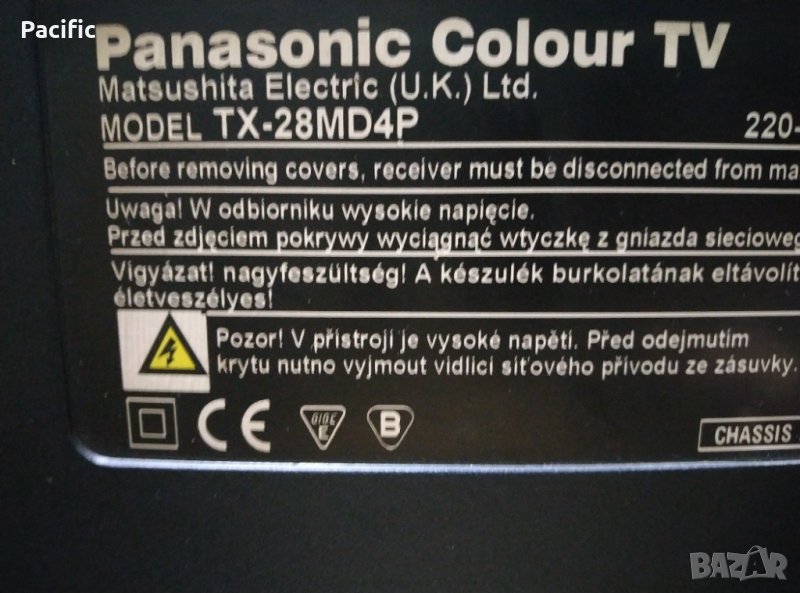 Pacific
Panasonic Colour TV
Matsushita Electric (U.K.) Ltd.
MODEL TX-28MD4P 220-
Before removing covers, receiver must be disconnected from ma
Uwaga! W odbiorniku wysokie napięcie.
Przed zdjęciem pokrywy wyciągnąć wtyczkę z gniazda siecioweg
Vigyázat! nagyfeszültség! A készülék burkolatának eltávolít
életveszélyes!
Pozor! V přístroji je vysoké napětí. Před odejmutím
krytu nutno vyjmout vidlici síťového přívodu ze zásuvky.
CE E B
CHASSIS
BAZAR